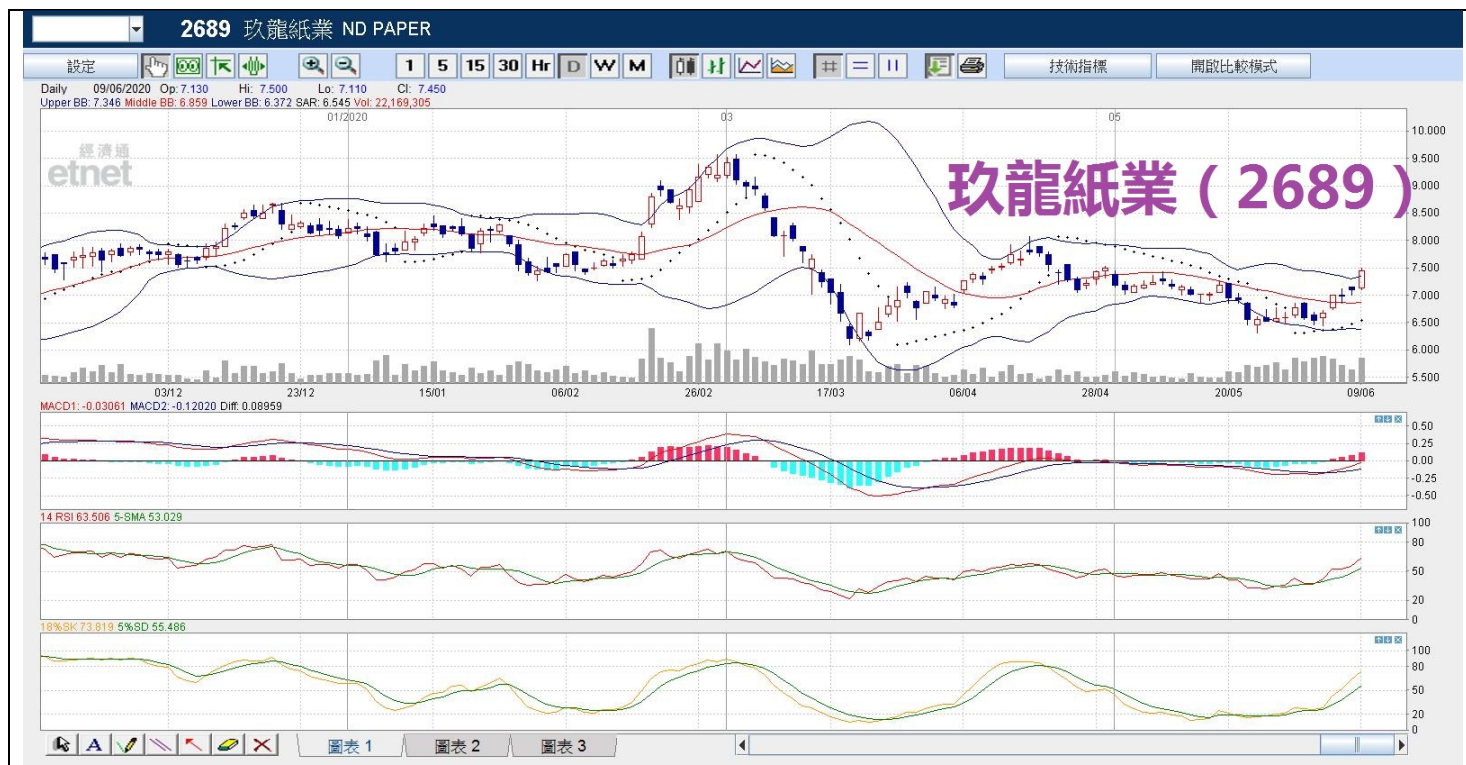 2689 玖龍紙業 ND PAPER
設定 1 5 15 30 Hr D W M 技術指標 開啟比較模式
Daily 09/06/2020 Op: 7.130 Hi: 7.500 Lo: 7.110 Cl: 7.450
Upper BB: 7.346 Middle BB: 6.859 Lower BB: 6.372 SAR: 6.545 Vol: 22,169,305
01/2020 03 05
經濟通
etnet
玖龍紙業（2689）
10.000
9.500
9.000
8.500
8.000
7.500
7.000
6.500
6.000
5.500
03/12 23/12 15/01 06/02 26/02 17/03 06/04 28/04 20/05 09/06
MACD1: -0.03061 MACD2: -0.12020 Diff: 0.08959
0.50
0.25
0.00
-0.25
-0.50
14 RSI 63.506 5-SMA 53.029
100
80
50
20
0
18%SK 73.819 5%SD 55.486
100
80
50
20
0
A 圖表 1 圖表 2 圖表 3